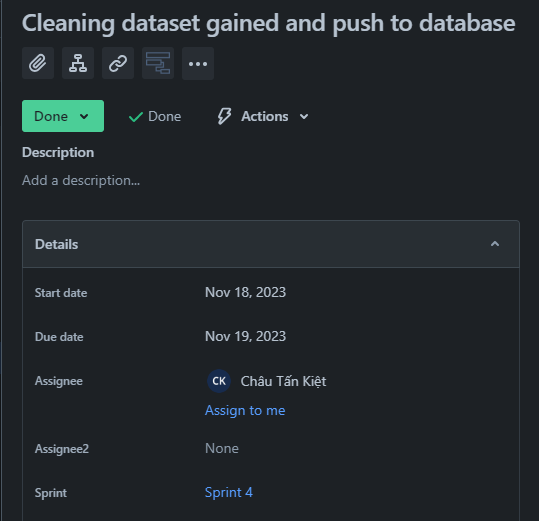 Cleaning dataset gained and push to database
Done
Done
Actions
Description
Add a description...
Details
Start date
Nov 18, 2023
Due date
Nov 19, 2023
Assignee
CK Châu Tấn Kiệt
Assign to me
Assignee2
None
Sprint
Sprint 4